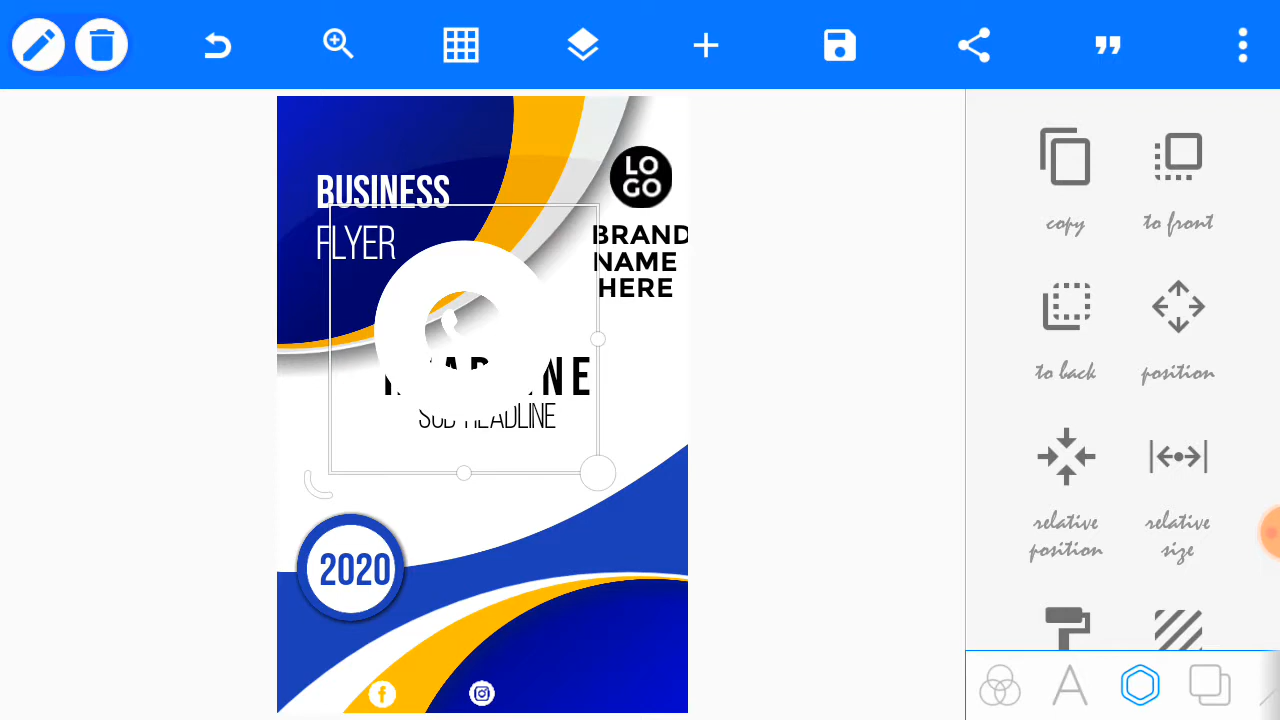 BUSINESS
FLYER
LO
GO
BRAND
NAME
HERE
SUB HEADLINE
2020
copy
to front
to back
position
relative
position
relative
size